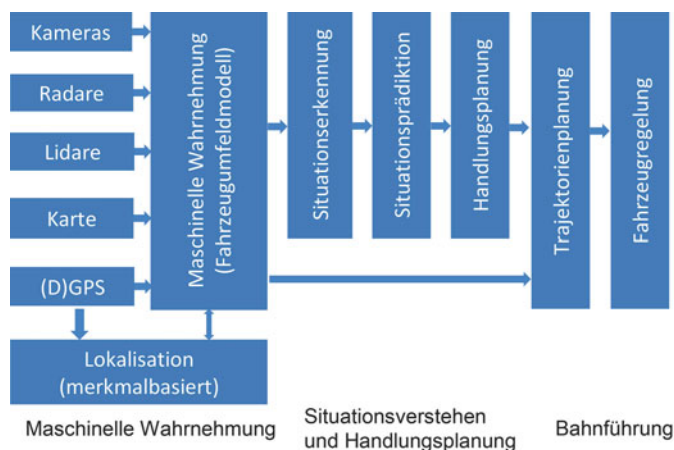 Kameras
Radare
Lidare
Karte
(D)GPS
Lokalisation
(merkmalbasiert)
Maschinelle Wahrnehmung
(Fahrzeugumfeldmodell)
Situationserkennung
Situationsprädiktion
Handlungsplanung
Trajektorienplanung
Fahrzeugregelung
Maschinelle Wahrnehmung
Situationsverstehen
und Handlungsplanung
Bahnführung